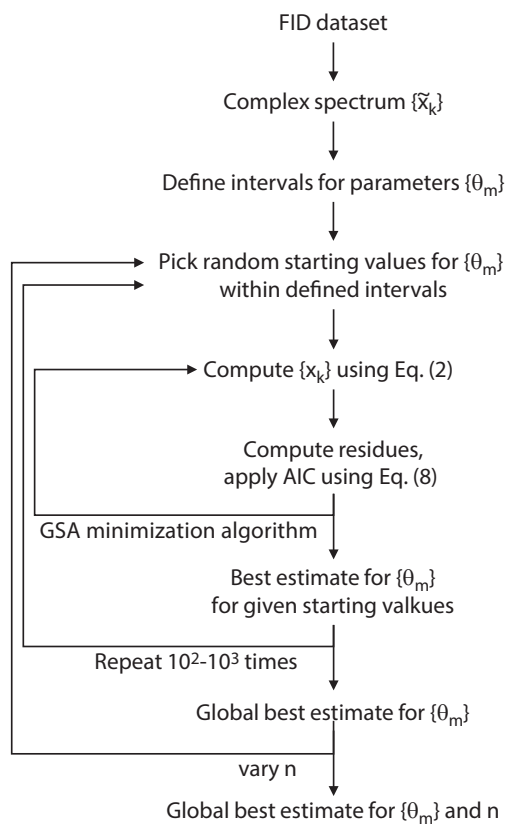 FID dataset
Complex spectrum {x̃ₖ}
Define intervals for parameters {θₘ}
Pick random starting values for {θₘ}
within defined intervals
Compute {xₖ} using Eq. (2)
Compute residues,
apply AIC using Eq. (8)
GSA minimization algorithm
Best estimate for {θₘ}
for given starting valkues
Repeat 10²-10³ times
Global best estimate for {θₘ}
vary n
Global best estimate for {θₘ} and n